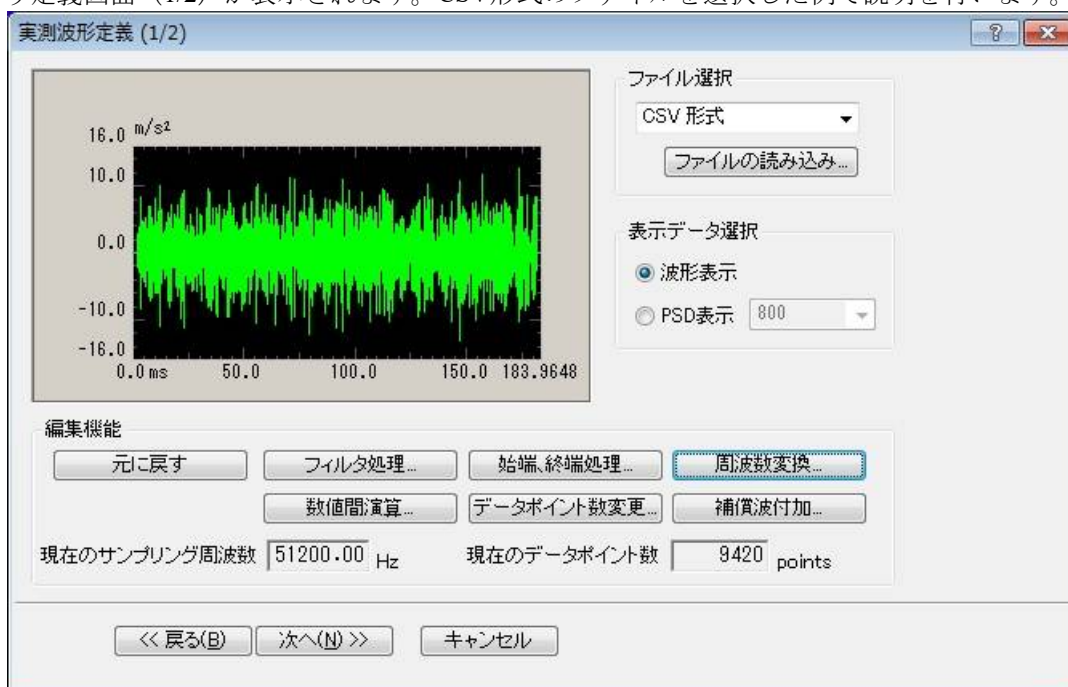 定義画面（1/2）が表示されます。CSV形式のファイルを選択した例で説明を行います。
実測波形定義 (1/2)
16.0 m/s²
10.0
0.0
-10.0
-16.0
0.0 ms 50.0 100.0 150.0 183.9648
ファイル選択
CSV 形式
ファイルの読み込み...
表示データ選択
波形表示
PSD表示 800
編集機能
元に戻す フィルタ処理... 始端、終端処理... 周波数変換...
数値間演算... データポイント数変更... 補償波付加...
現在のサンプリング周波数 51200.00 Hz 現在のデータポイント数 9420 points
<< 戻る(B) 次へ(N) >> キャンセル